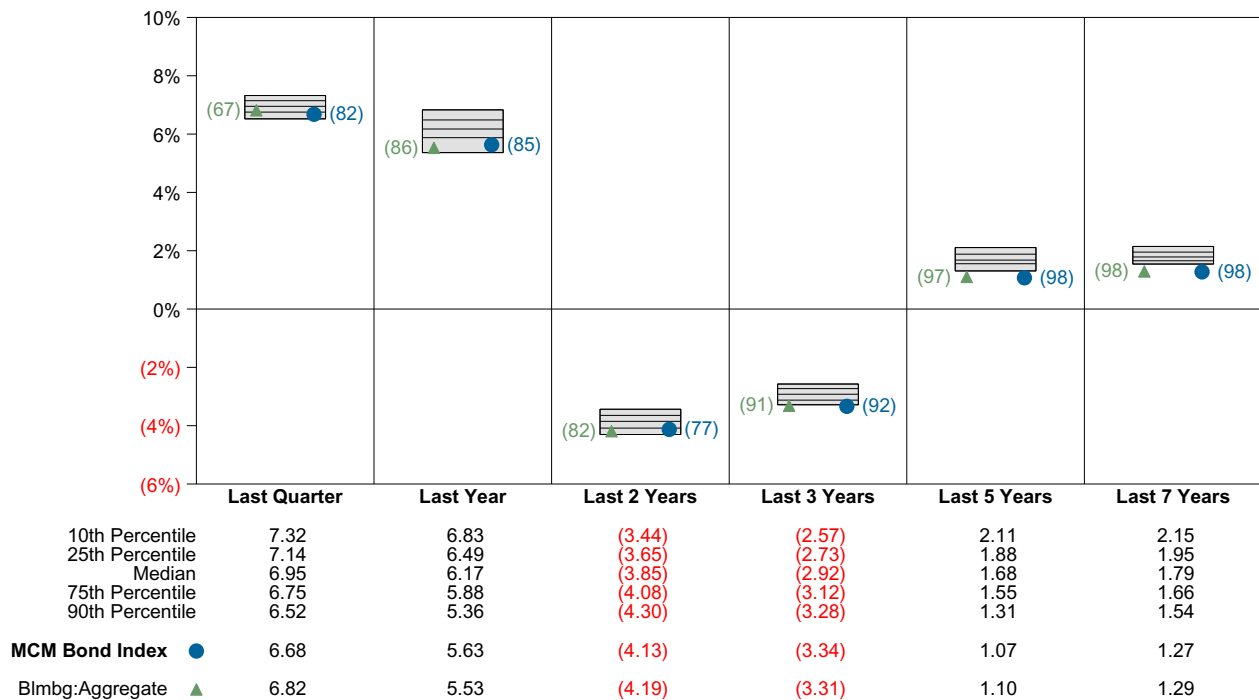 10%
8%
6%
4%
2%
0%
(2%)
(4%)
(6%)
(67) (82)
(86) (85)
(82) (77)
(91) (92)
(97) (98)
(98) (98)
Last Quarter Last Year Last 2 Years Last 3 Years Last 5 Years Last 7 Years
10th Percentile 7.32 6.83 (3.44) (2.57) 2.11 2.15
25th Percentile 7.14 6.49 (3.65) (2.73) 1.88 1.95
Median 6.95 6.17 (3.85) (2.92) 1.68 1.79
75th Percentile 6.75 5.88 (4.08) (3.12) 1.55 1.66
90th Percentile 6.52 5.36 (4.30) (3.28) 1.31 1.54
MCM Bond Index 6.68 5.63 (4.13) (3.34) 1.07 1.27
Blmbg:Aggregate 6.82 5.53 (4.19) (3.31) 1.10 1.29